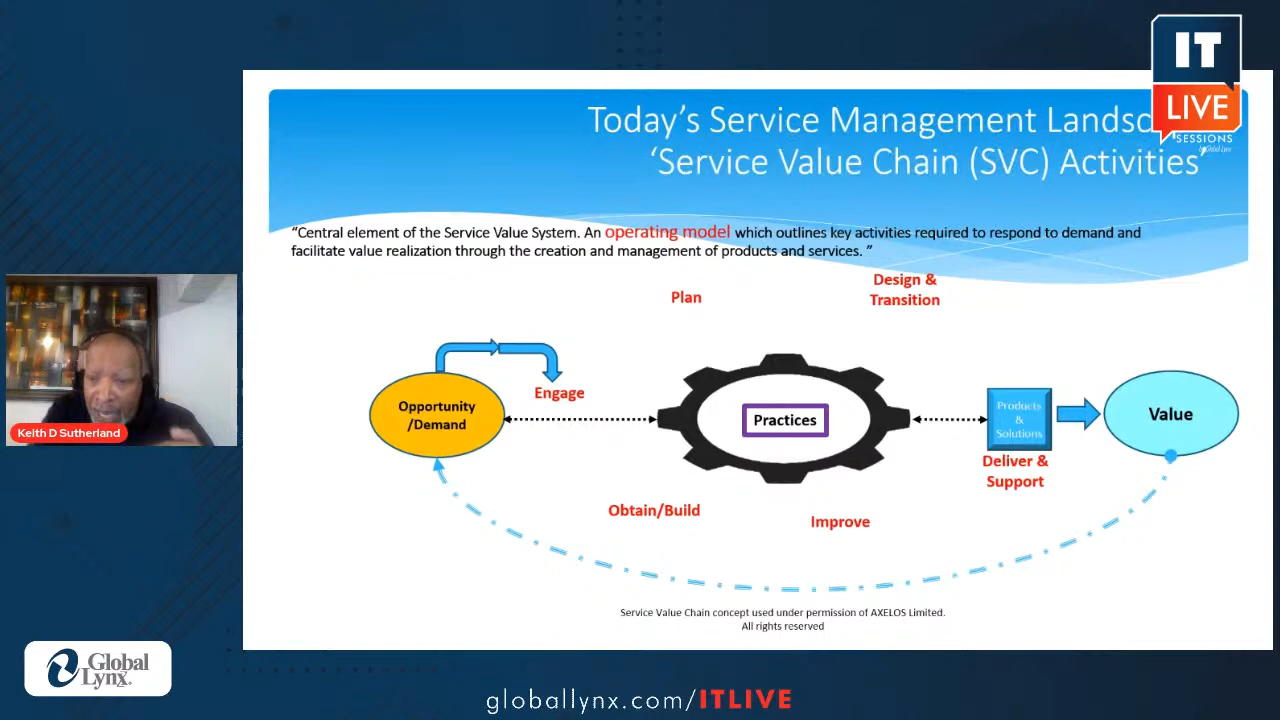 IT
LIVE
SESSIONS
by Global Lynx
Today's Service Management Landsc
'Service Value Chain (SVC) Activities'
"Central element of the Service Value System. An operating model which outlines key activities required to respond to demand and
facilitate value realization through the creation and management of products and services. "
Plan
Design &
Transition
Engage
Opportunity
/Demand
Practices
Products
&
Solutions
Value
Deliver &
Support
Obtain/Build
Improve
Service Value Chain concept used under permission of AXELOS Limited.
All rights reserved
Keith D Sutherland
Global
Lynx
globallynx.com/ITLIVE